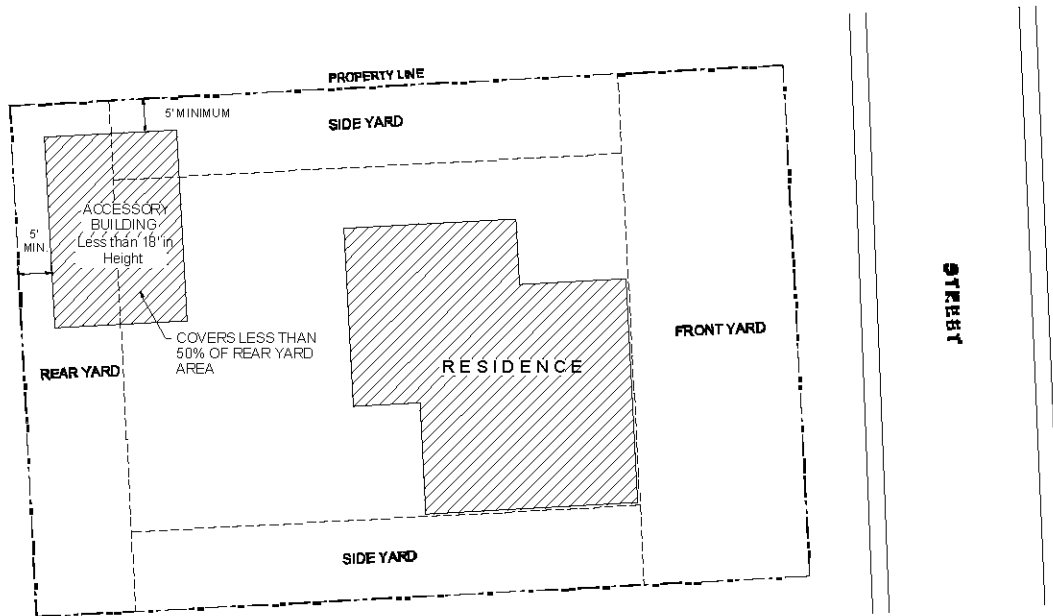 PROPERTY LINE
5' MINIMUM
SIDE YARD
ACCESSORY
BUILDING
Less than 18' in
Height
5'
MIN.
STREET
FRONT YARD
COVERS LESS THAN
50% OF REAR YARD
AREA
RESIDENCE
REAR YARD
SIDE YARD